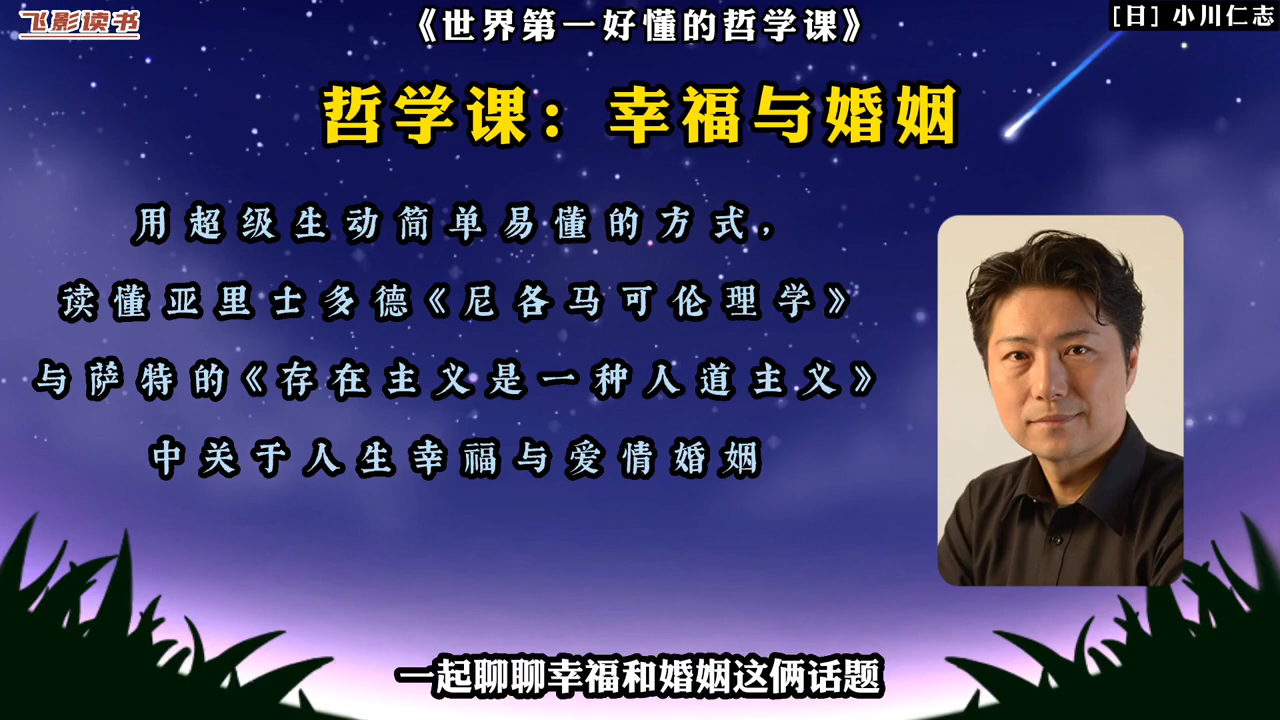 飞影读书
《世界第一好懂的哲学课》
[日] 小川仁志
哲学课：幸福与婚姻
用超级生动简单易懂的方式，
读懂亚里士多德《尼各马可伦理学》
与萨特的《存在主义是一种人道主义》
中关于人生幸福与爱情婚姻
一起聊聊幸福和婚姻这俩话题